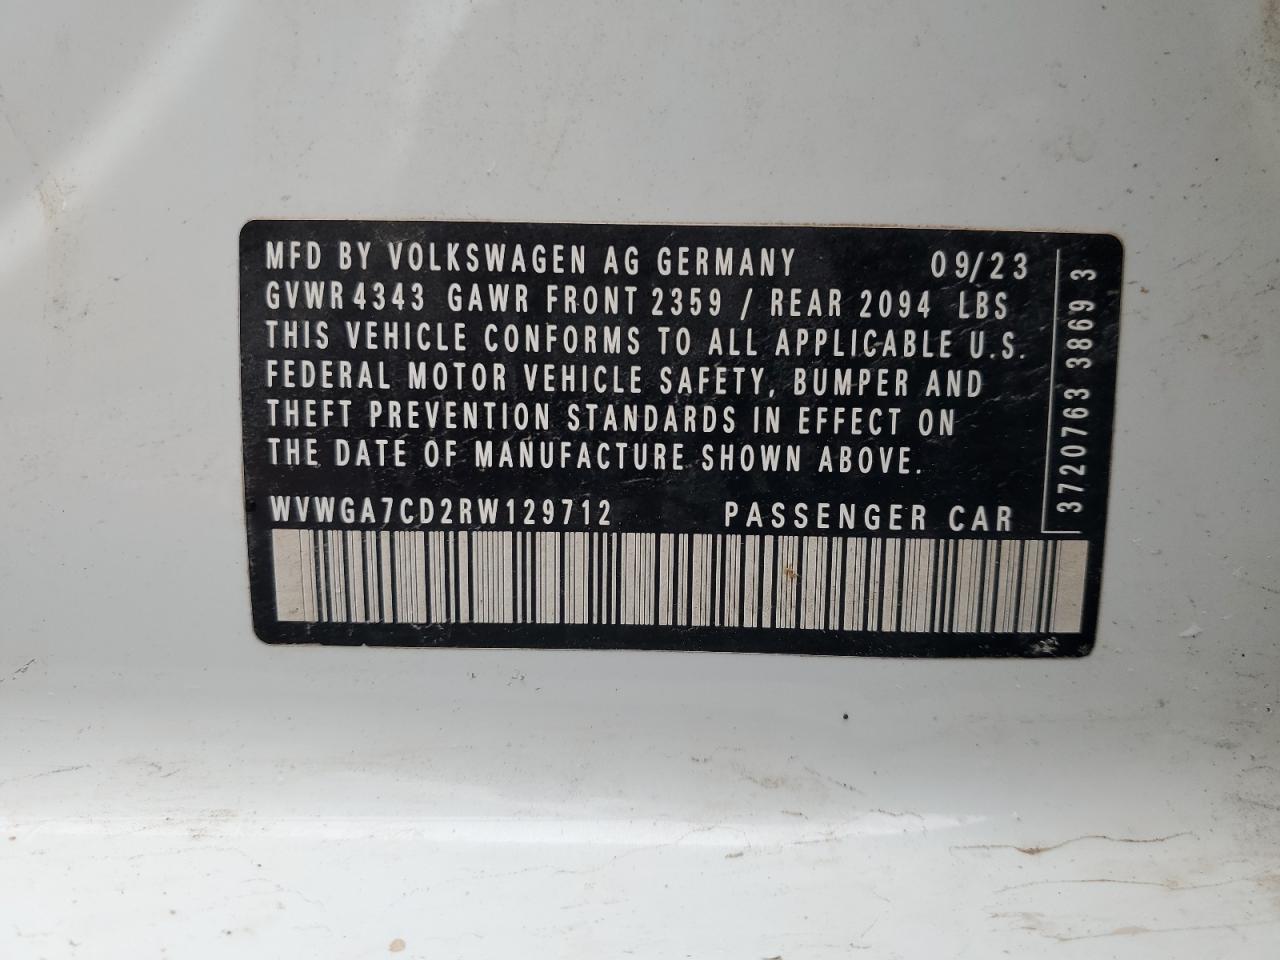 MFD BY VOLKSWAGEN AG GERMANY 09/23
GVWR 4343 GAWR FRONT 2359 / REAR 2094 LBS
THIS VEHICLE CONFORMS TO ALL APPLICABLE U.S.
FEDERAL MOTOR VEHICLE SAFETY, BUMPER AND
THEFT PREVENTION STANDARDS IN EFFECT ON
THE DATE OF MANUFACTURE SHOWN ABOVE.
WVWGA7CD2RW129712 PASSENGER CAR
3720763 3869 3